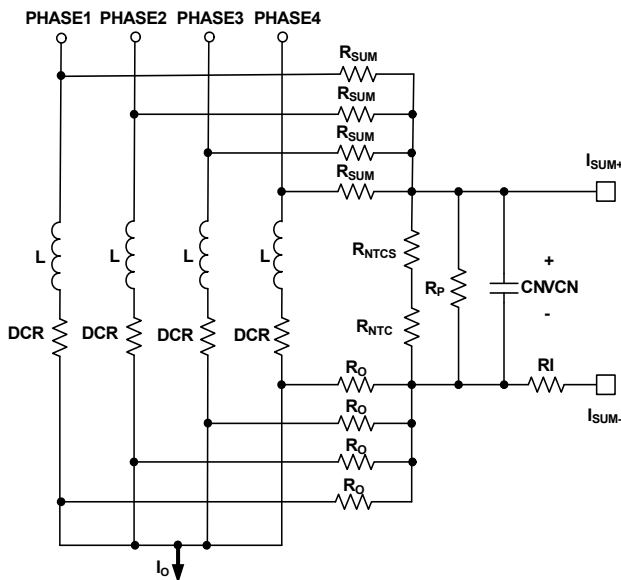 PHASE1 PHASE2 PHASE3 PHASE4
RSUM
RSUM
RSUM
RSUM
ISUM+
L L L L
RNTCS
RP
+
CNVCN
-
DCR DCR DCR DCR
RNTC
RO
RI
ISUM-
RO
RO
RO
IO